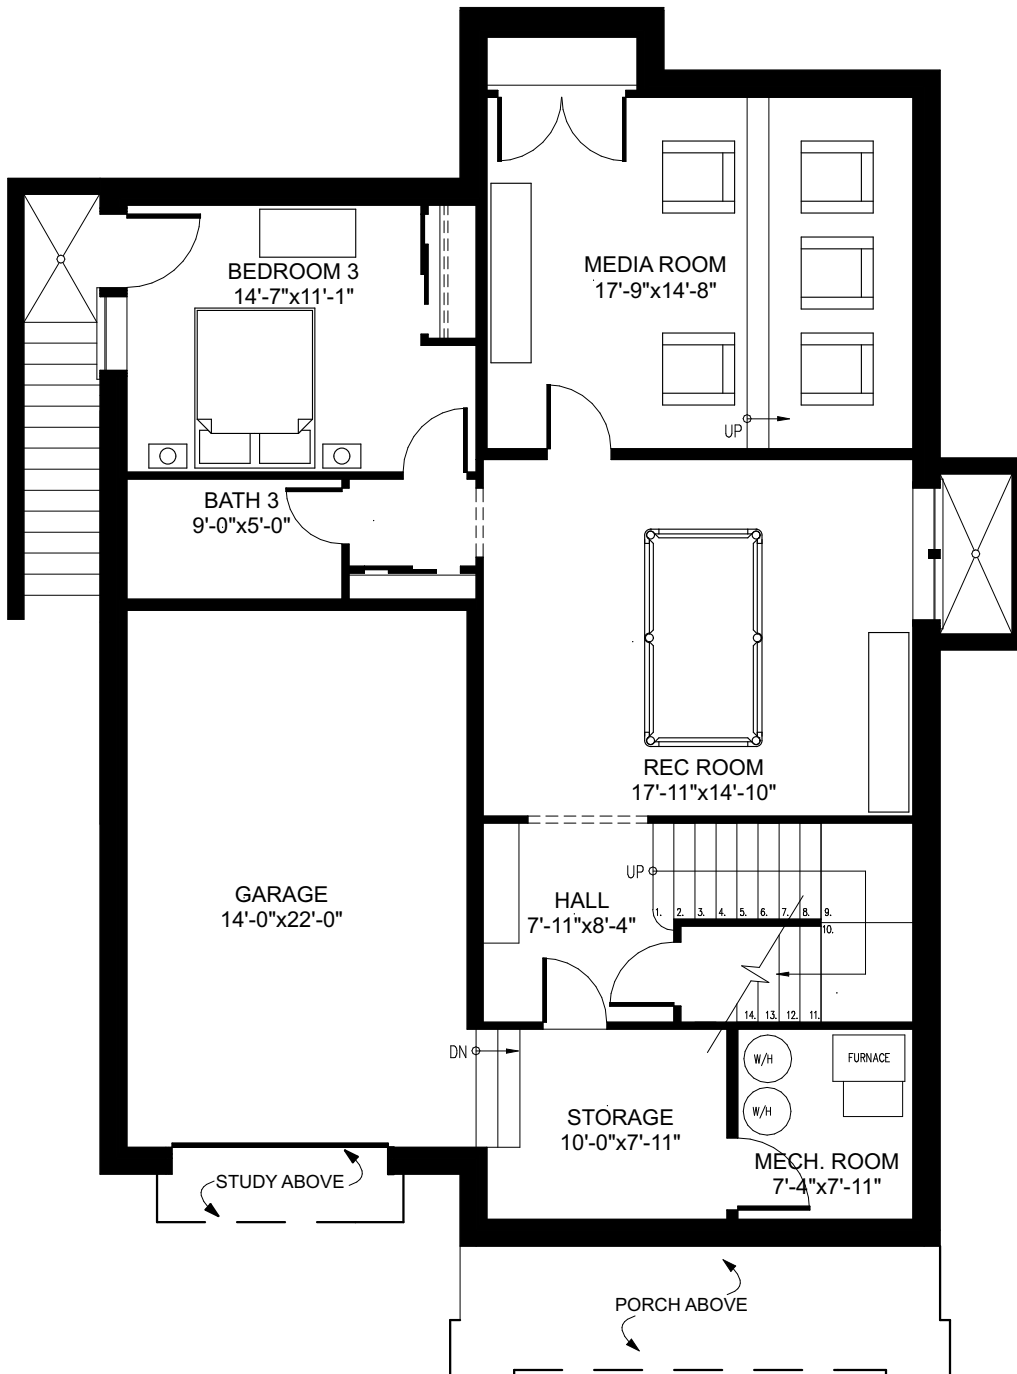 BEDROOM 3
14'-7"x11'-1"
MEDIA ROOM
17'-9"x14'-8"
UP
BATH 3
9'-0"x5'-0"
REC ROOM
17'-11"x14'-10"
GARAGE
14'-0"x22'-0"
HALL
7'-11"x8'-4"
UP
1. 2. 3. 4. 5. 6. 7. 8. 9.
10.
14. 13. 12. 11.
DN
W/H
FURNACE
W/H
STORAGE
10'-0"x7'-11"
MECH. ROOM
7'-4"x7'-11"
STUDY ABOVE
PORCH ABOVE